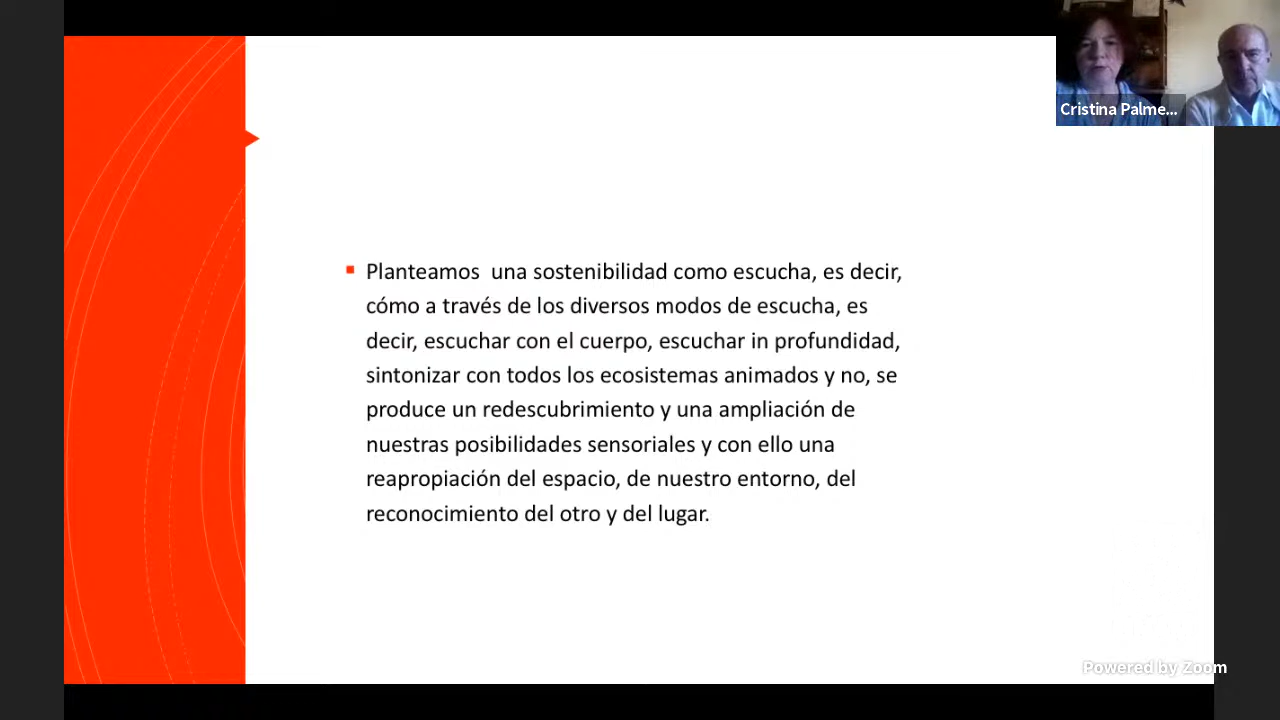 Cristina Palme...
Planteamos una sostenibilidad como escucha, es decir,
cómo a través de los diversos modos de escucha, es
decir, escuchar con el cuerpo, escuchar in profundidad,
sintonizar con todos los ecosistemas animados y no, se
produce un redescubrimiento y una ampliación de
nuestras posibilidades sensoriales y con ello una
reapropiación del espacio, de nuestro entorno, del
reconocimiento del otro y del lugar.
Powered by Zoom